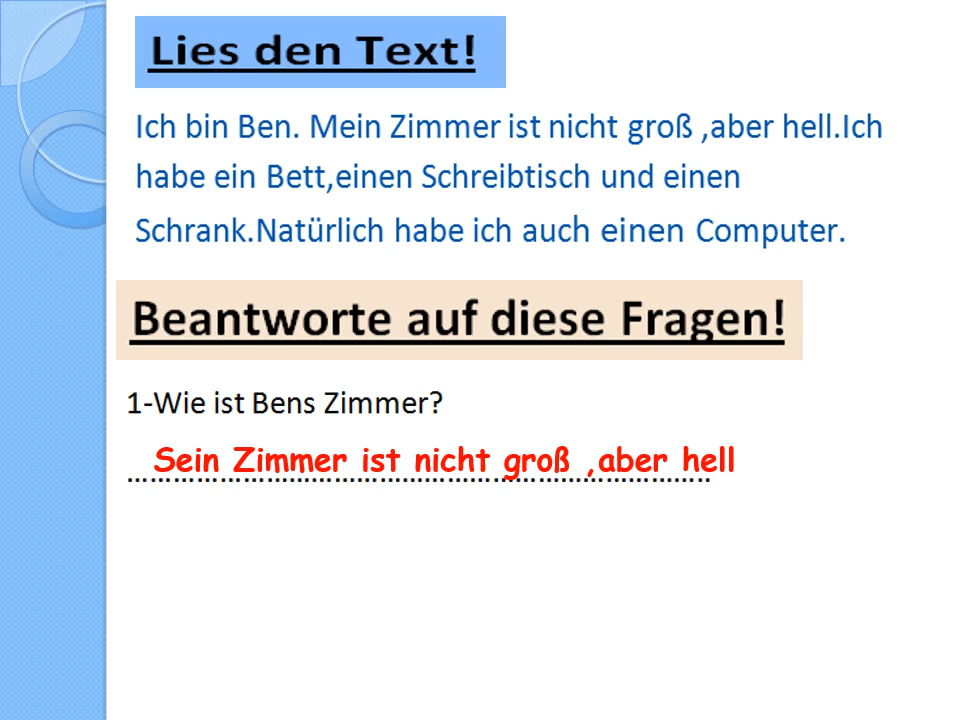 Lies den Text!
Ich bin Ben. Mein Zimmer ist nicht groß ,aber hell.Ich
habe ein Bett,einen Schreibtisch und einen
Schrank.Natürlich habe ich auch einen Computer.
Beantworte auf diese Fragen!
1-Wie ist Bens Zimmer?
Sein Zimmer ist nicht groß ,aber hell
……………………………………………………………………..